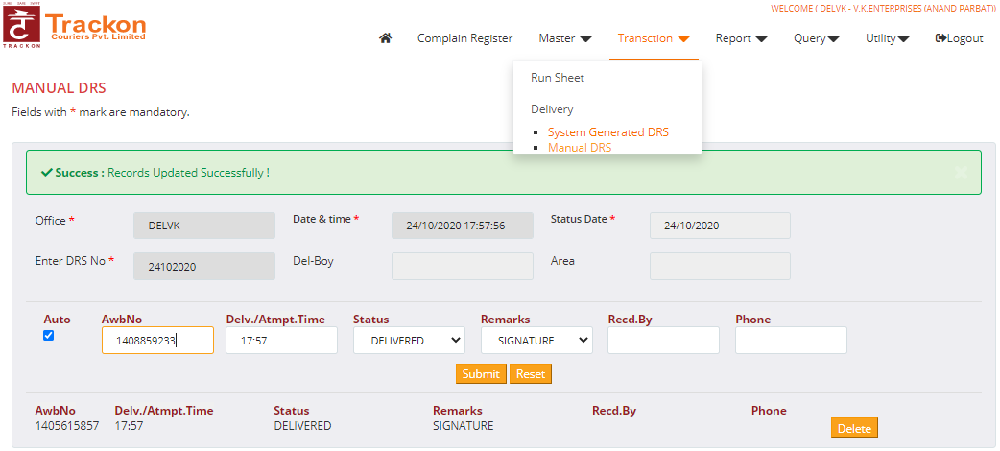 WELCOME ( DELVK - V.K.ENTERPRISES (ANAND PARBAT))
ट
TRACKON
Trackon
Couriers Pvt. Limited
Complain Register Master Transction Report Query Utility Logout
Run Sheet
Delivery
System Generated DRS
Manual DRS
MANUAL DRS
Fields with * mark are mandatory.
Success : Records Updated Successfully !
Office * DELVK Date & time * 24/10/2020 17:57:56 Status Date * 24/10/2020
Enter DRS No * 24102020 Del-Boy Area
Auto AwbNo Delv./Atmpt.Time Status Remarks Recd.By Phone
1408859233 17:57 DELIVERED SIGNATURE
Submit Reset
AwbNo Delv./Atmpt.Time Status Remarks Recd.By Phone
1405615857 17:57 DELIVERED SIGNATURE Delete